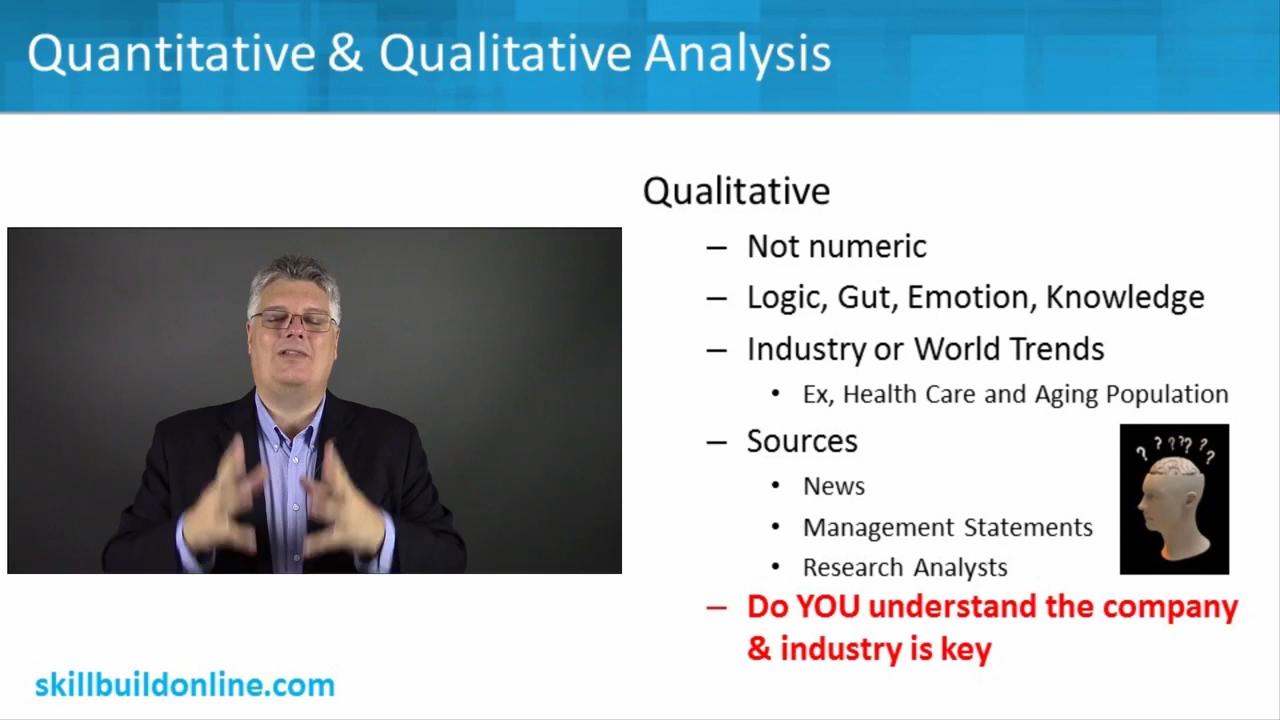 Quantitative & Qualitative Analysis
Qualitative
– Not numeric
– Logic, Gut, Emotion, Knowledge
– Industry or World Trends
• Ex, Health Care and Aging Population
– Sources
• News
• Management Statements
• Research Analysts
– Do YOU understand the company
& industry is key
? ? ? ? ? ? ?
skillbuildonline.com